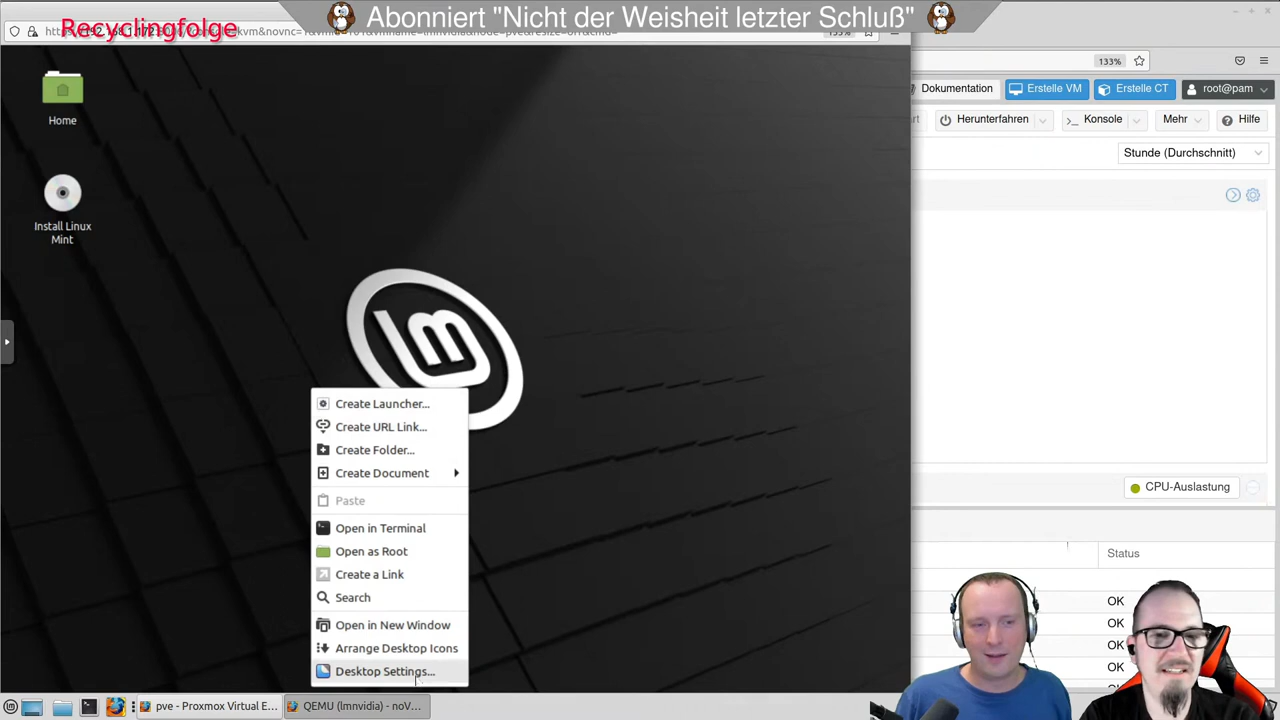 Abonniert "Nicht der Weisheit letzter Schluß"
Recyclingfolge
133%
133%
Home
Install Linux
Mint
Dokumentation
Erstelle VM
Erstelle CT
root@pam
Herunterfahren
Konsole
Mehr
Hilfe
Stunde (Durchschnitt)
lm
Create Launcher...
Create URL Link...
Create Folder...
Create Document
Paste
Open in Terminal
Open as Root
Create a Link
Search
Open in New Window
Arrange Desktop Icons
Desktop Settings...
CPU-Auslastung
Status
OK
OK
OK
OK
OK
pve - Proxmox Virtual E...
QEMU (lmnvidia) - noV...